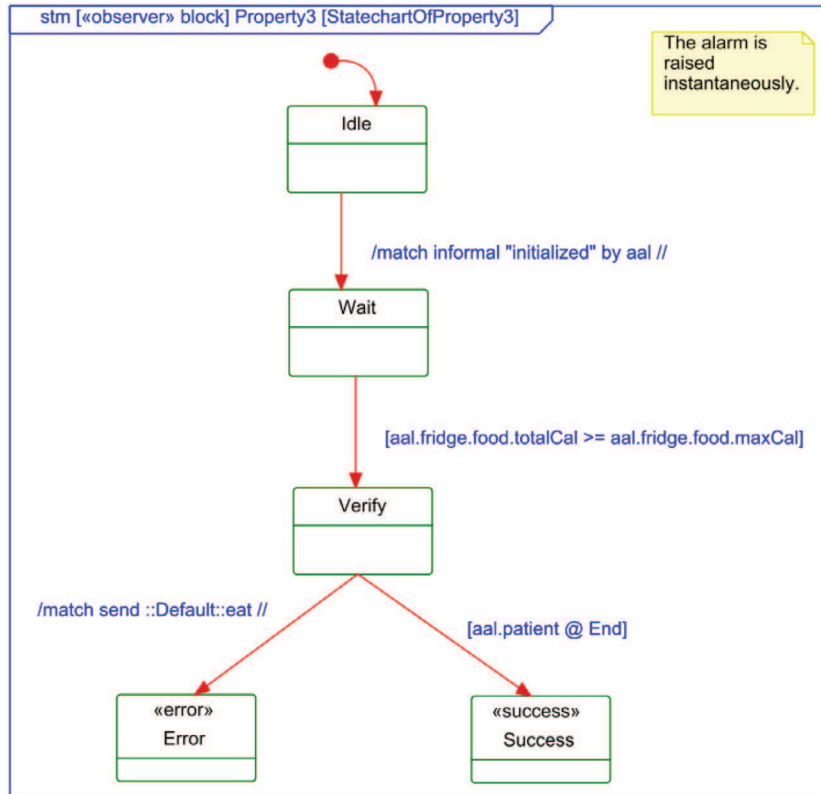 stm [«observer» block] Property3 [StatechartOfProperty3]
The alarm is
raised
instantaneously.
Idle
/match informal "initialized" by aal //
Wait
[aal.fridge.food.totalCal >= aal.fridge.food.maxCal]
Verify
/match send ::Default::eat //
[aal.patient @ End]
«error»
Error
«success»
Success